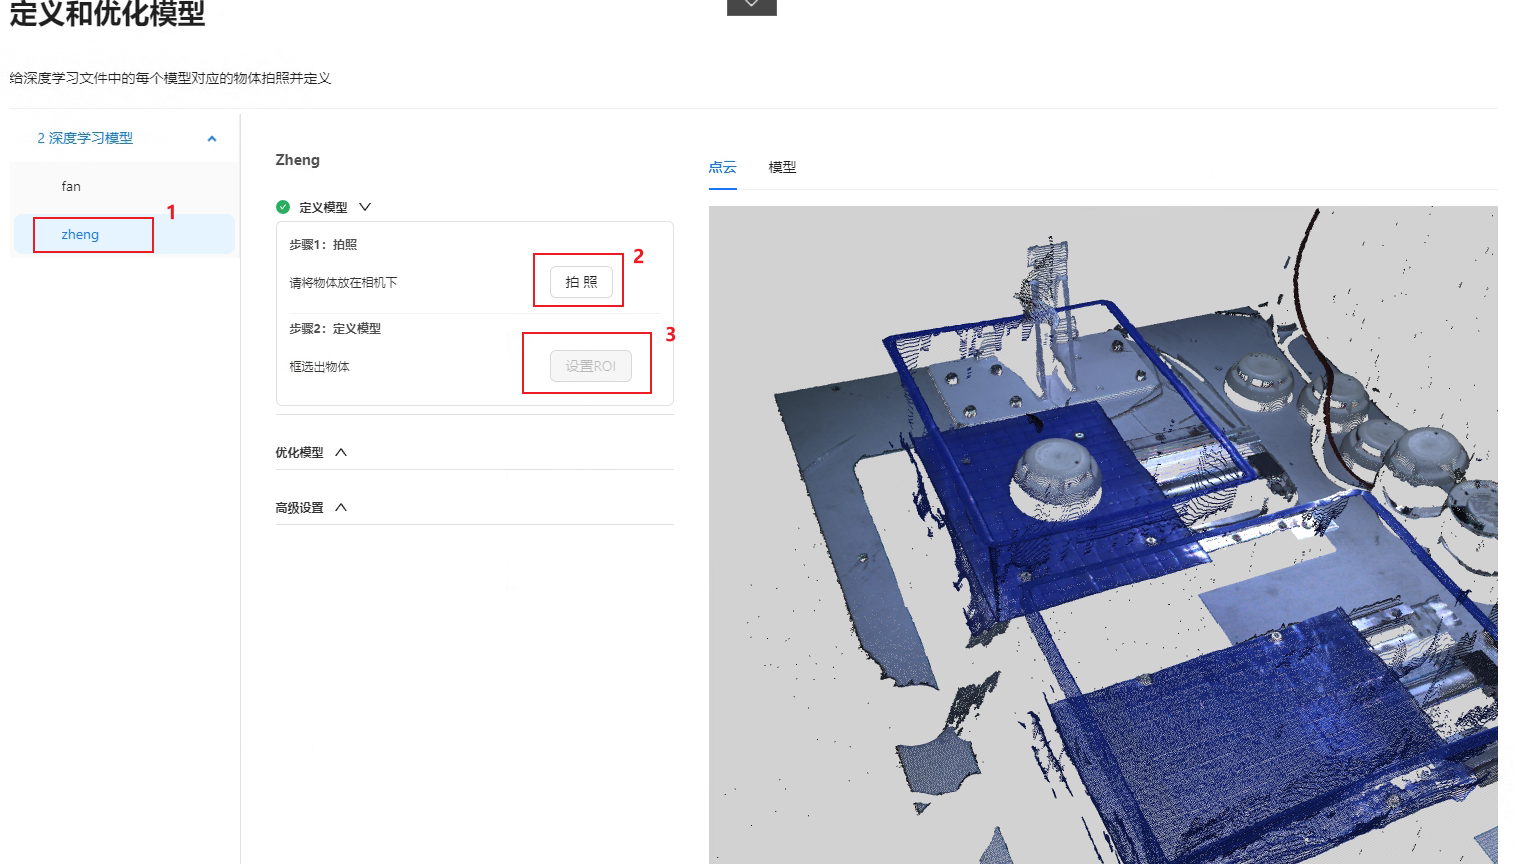 定义和优化模型
给深度学习文件中的每个模型对应的物体拍照并定义
2 深度学习模型
fan
zheng
1
Zheng
定义模型
步骤1：拍照
请将物体放在相机下
拍 照
2
步骤2：定义模型
框选出物体
设置ROI
3
优化模型
高级设置
点云
模型